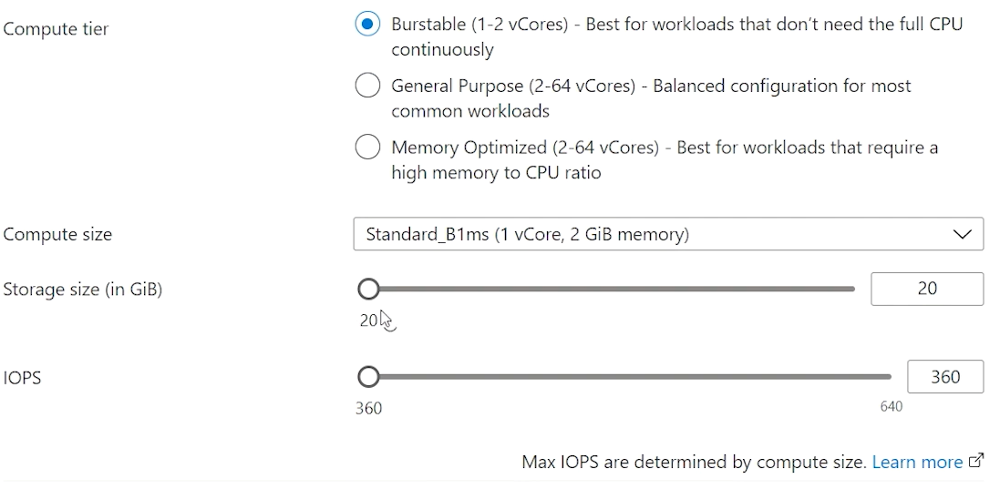 Compute tier
Burstable (1-2 vCores) - Best for workloads that don't need the full CPU
continuously
General Purpose (2-64 vCores) - Balanced configuration for most
common workloads
Memory Optimized (2-64 vCores) - Best for workloads that require a
high memory to CPU ratio
Compute size
Standard_B1ms (1 vCore, 2 GiB memory)
Storage size (in GiB)
20
20
IOPS
360
360
640
Max IOPS are determined by compute size. Learn more